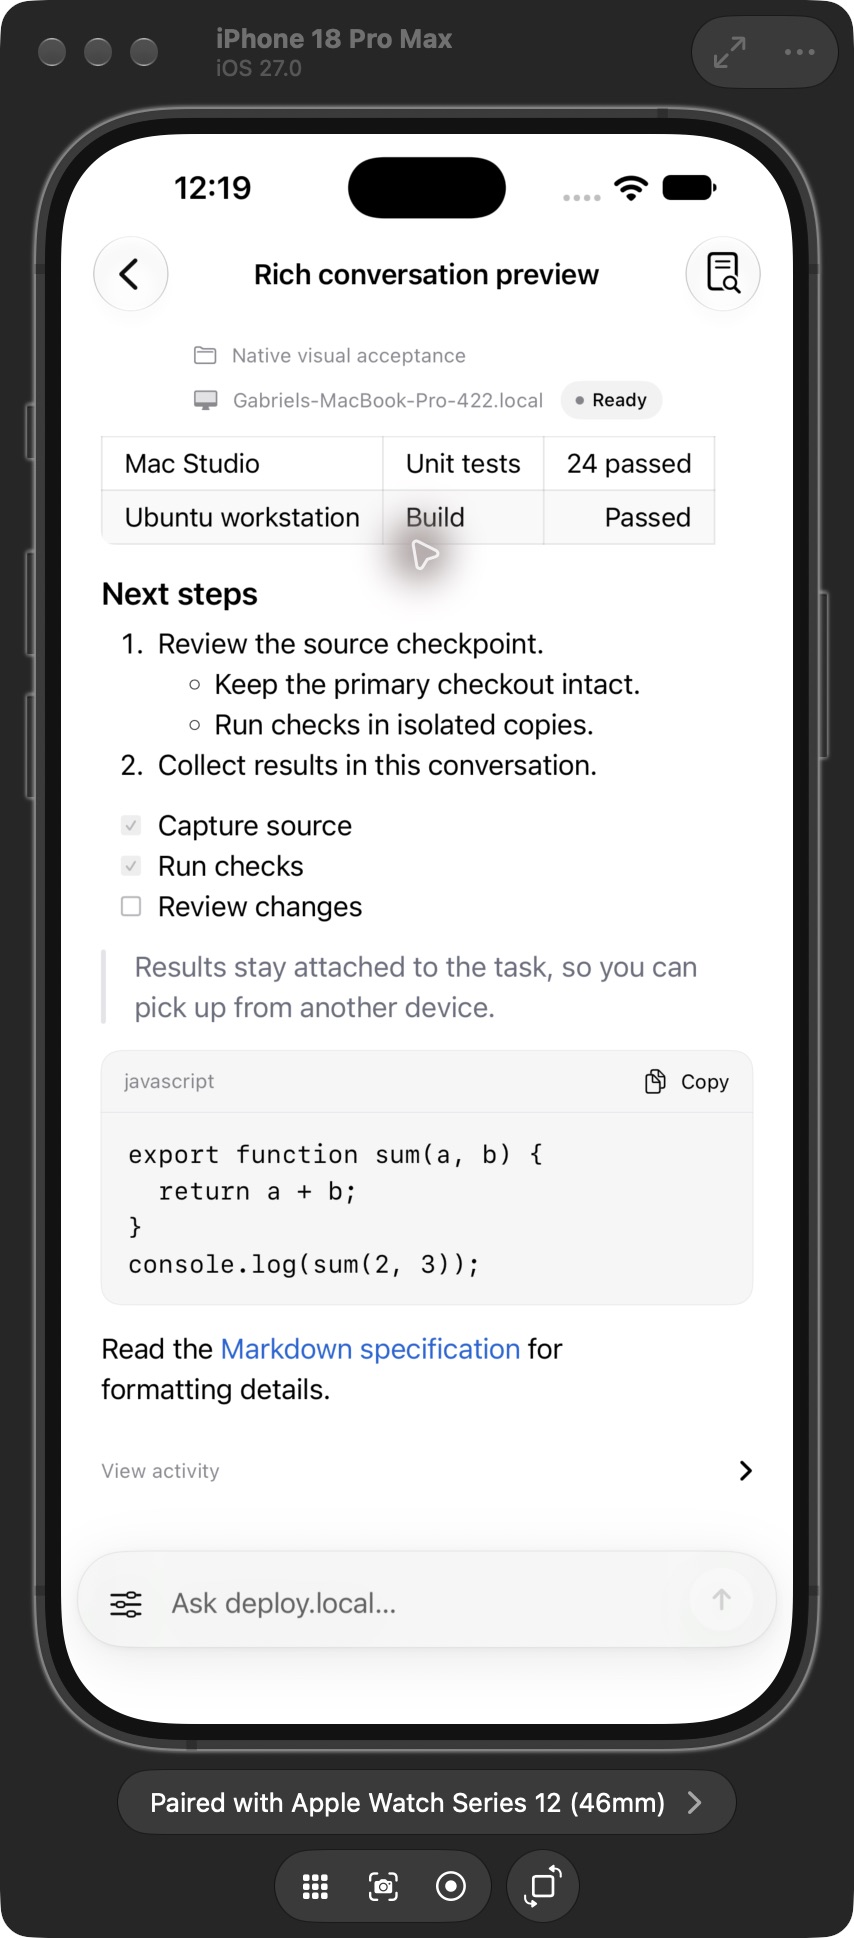 iPhone 18 Pro Max
iOS 27.0
12:19
Rich conversation preview
Native visual acceptance
Gabriels-MacBook-Pro-422.local Ready
Mac Studio Unit tests 24 passed
Ubuntu workstation Build Passed
Next steps
1. Review the source checkpoint.
Keep the primary checkout intact.
Run checks in isolated copies.
2. Collect results in this conversation.
Capture source
Run checks
Review changes
Results stay attached to the task, so you can
pick up from another device.
javascript Copy
export function sum(a, b) {
  return a + b;
}
console.log(sum(2, 3));
Read the Markdown specification for
formatting details.
View activity
Ask deploy.local...
Paired with Apple Watch Series 12 (46mm)